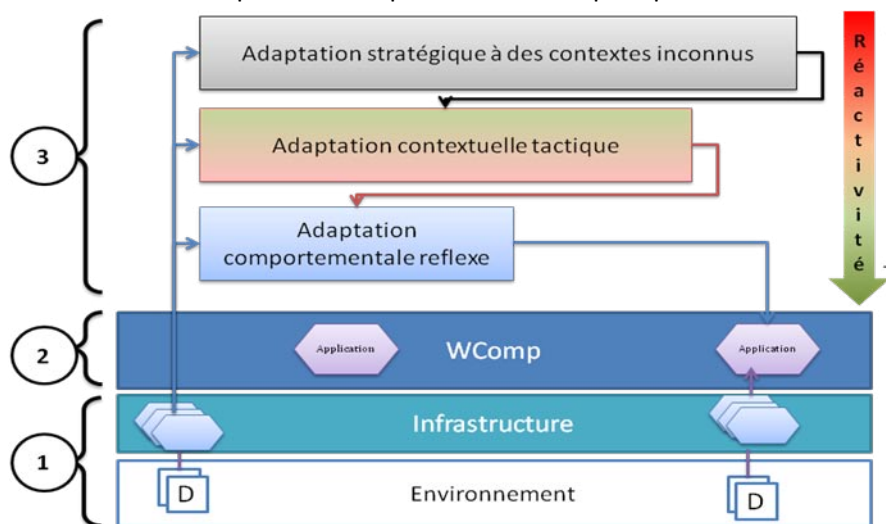 Adaptation stratégique à des contextes inconnus
Adaptation contextuelle tactique
Adaptation
comportementale reflexe
Réactivité
3
2
Application
WComp
Application
1
Infrastructure
D
Environnement
D